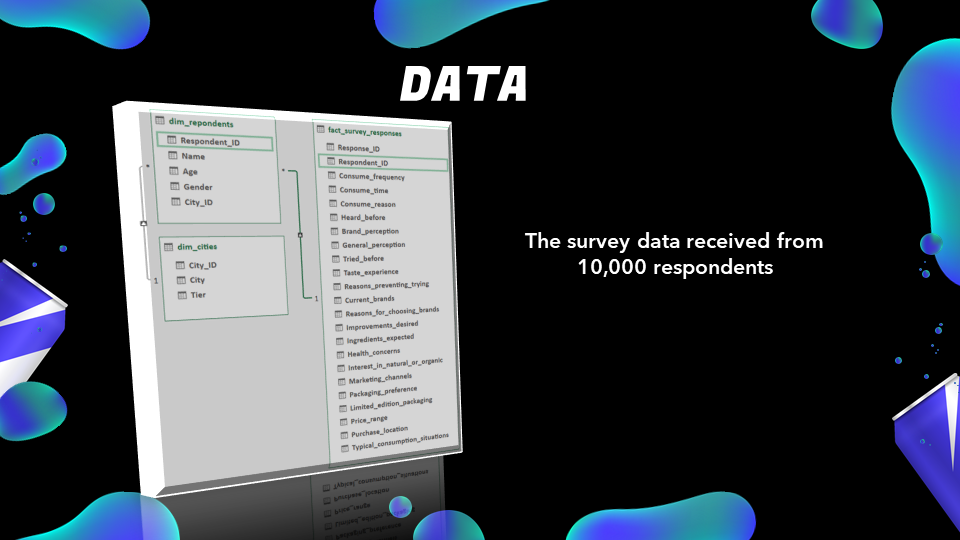 DATA
dim_repondents
Respondent_ID
Name
Age
Gender
City_ID
dim_cities
City_ID
City
Tier
*
1
*
1
fact_survey_responses
Response_ID
Respondent_ID
Consume_frequency
Consume_time
Consume_reason
Heard_before
Brand_perception
General_perception
Tried_before
Taste_experience
Reasons_preventing_trying
Current_brands
Reasons_for_choosing_brands
Improvements_desired
Ingredients_expected
Health_concerns
Interest_in_natural_or_organic
Marketing_channels
Packaging_preference
Limited_edition_packaging
Price_range
Purchase_location
Typical_consumption_situations
The survey data received from
10,000 respondents